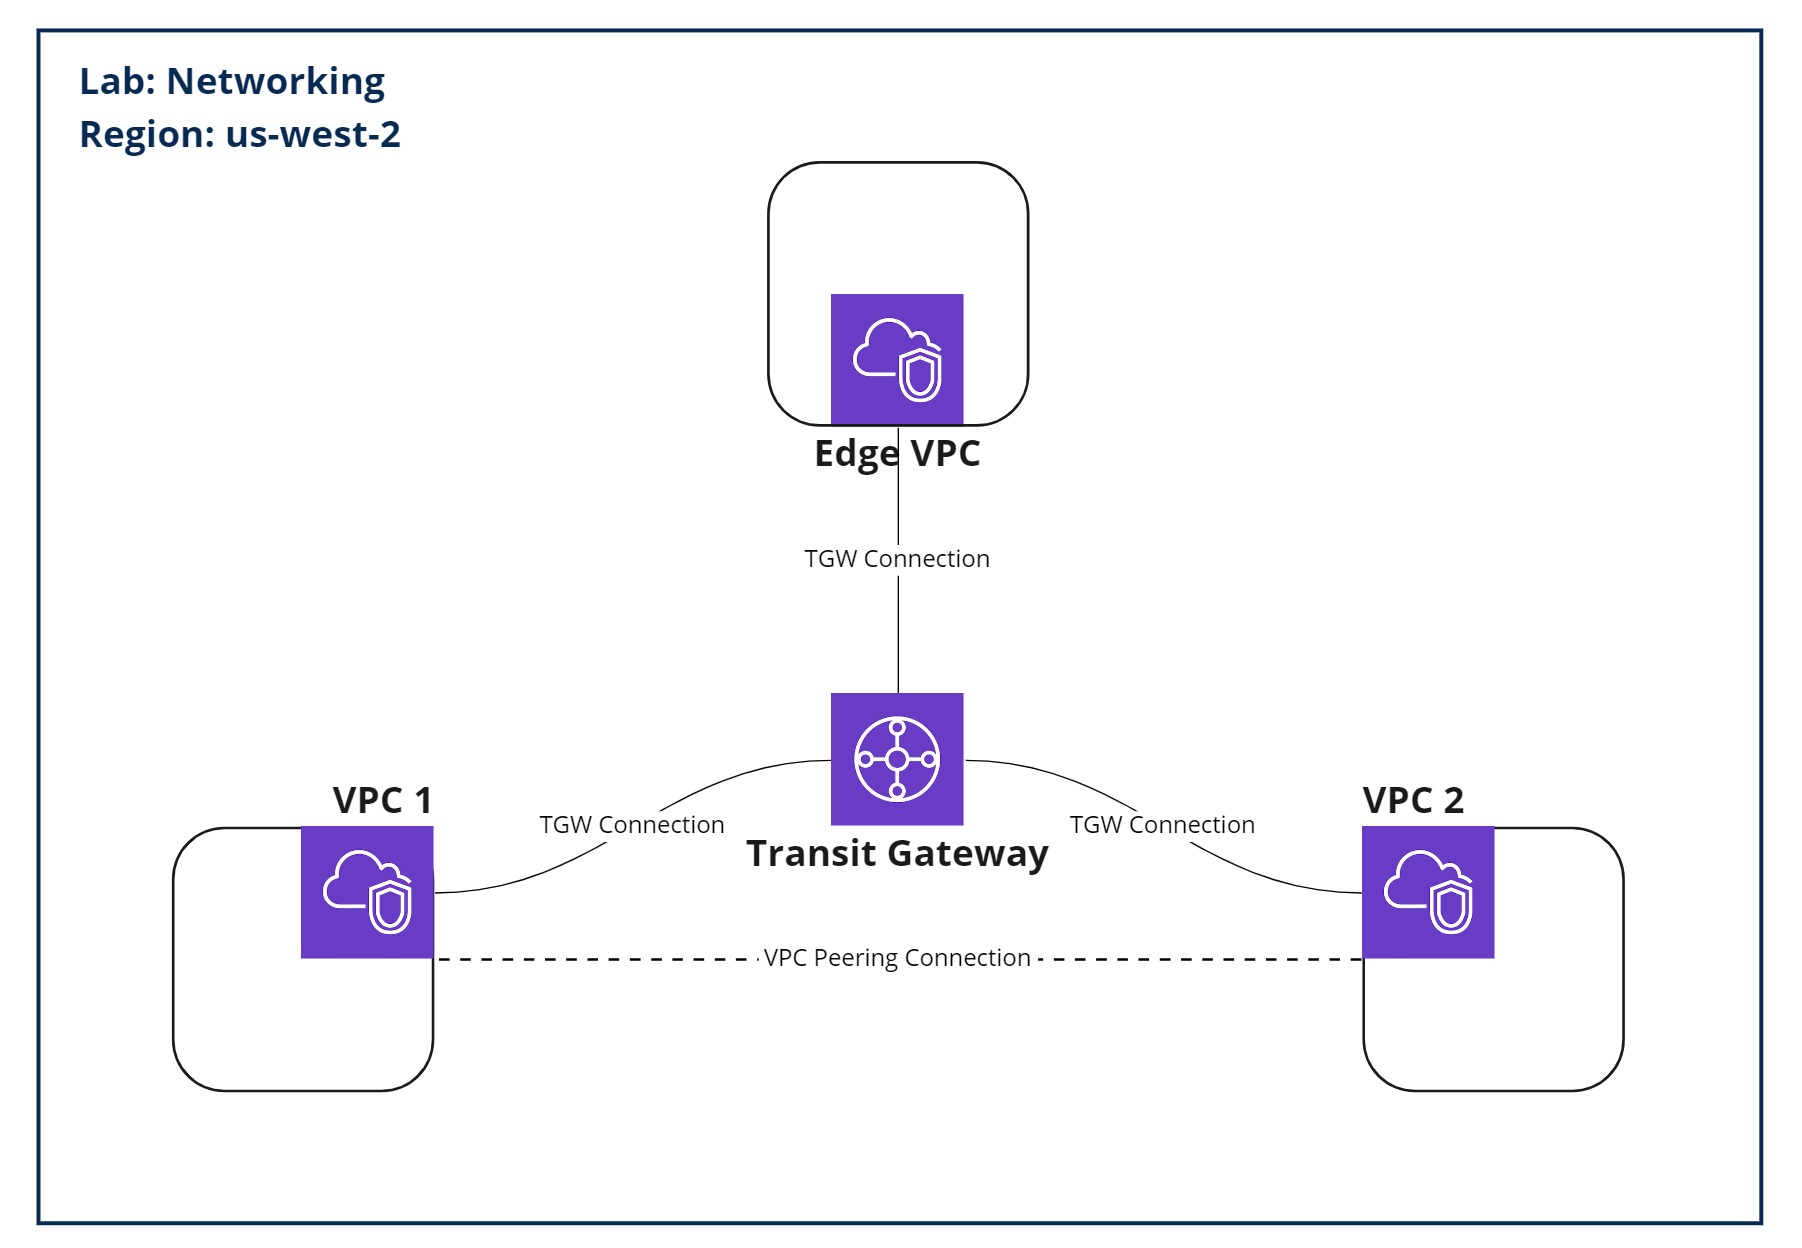 Lab: Networking
Region: us-west-2
Edge VPC
TGW Connection
VPC 1
VPC 2
TGW Connection
TGW Connection
Transit Gateway
VPC Peering Connection